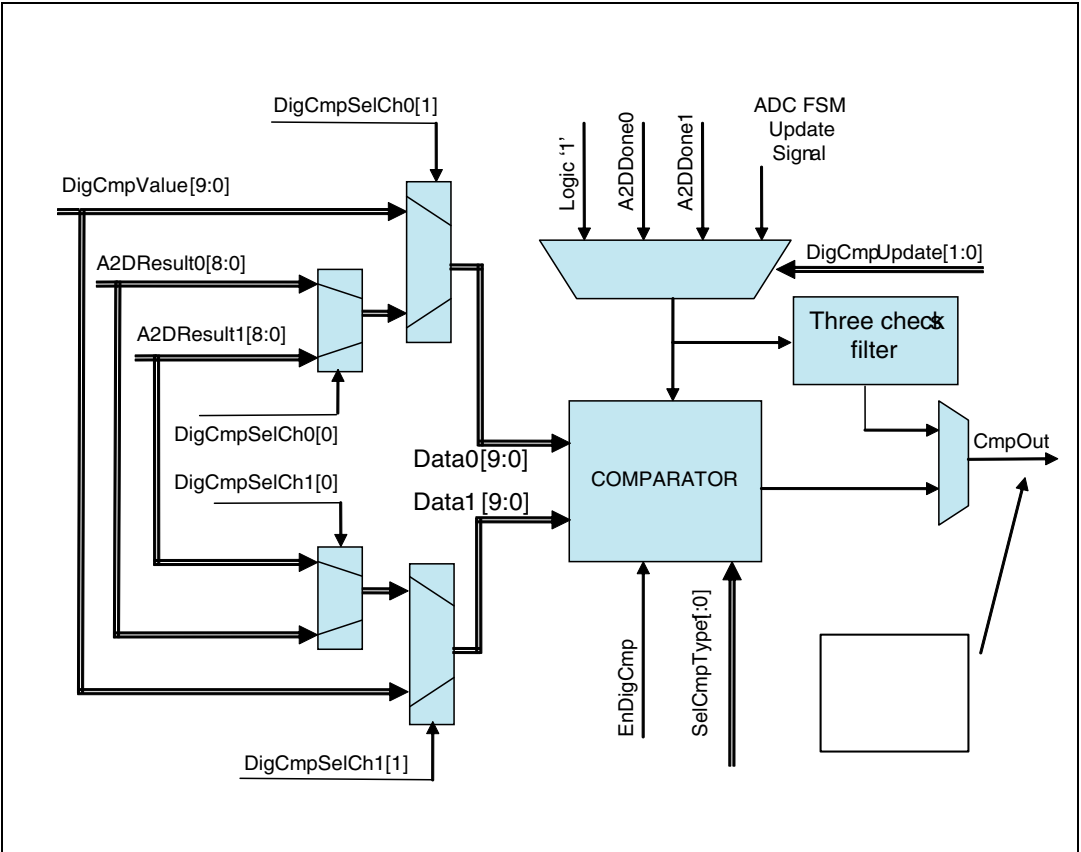 DigCmpSelCh0[1]
ADC FSM
Update
Signal
Logic ‘1’
A2DDone0
A2DDone1
DigCmpValue[9:0]
DigCmpUpdate[1:0]
A2DResult0[8:0]
A2DResult1[8:0]
Three check
filter
DigCmpSelCh0[0]
CmpOut
Data0[9:0]
DigCmpSelCh1[0]
COMPARATOR
Data1[9:0]
EnDigCmp
SelCmpType[:0]
DigCmpSelCh1[1]